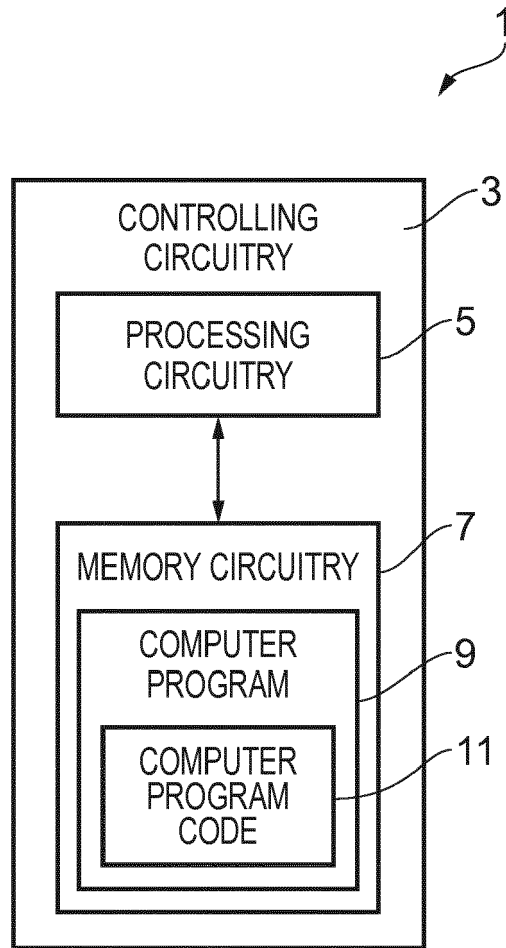 1
CONTROLLING
CIRCUITRY
3
PROCESSING
CIRCUITRY
5
MEMORY CIRCUITRY
7
COMPUTER
PROGRAM
9
COMPUTER
PROGRAM
CODE
11